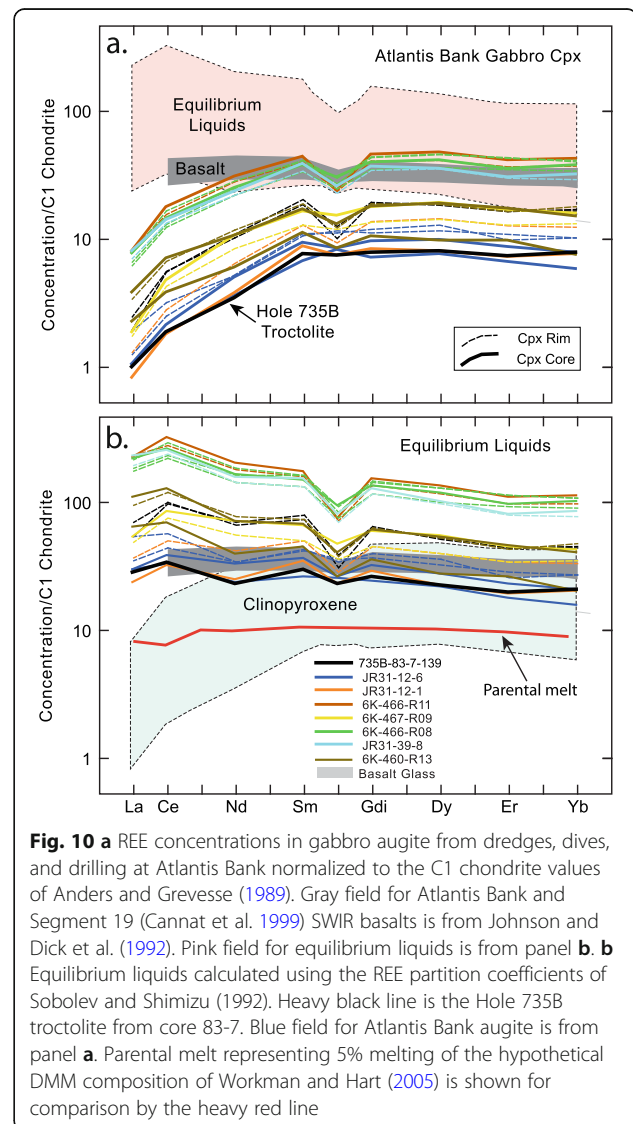 a.
Atlantis Bank Gabbro Cpx
Concentration/C1 Chondrite
100
10
1
Equilibrium
Liquids
Basalt
Hole 735B
Troctolite
Cpx Rim
Cpx Core
b.
Equilibrium Liquids
Concentration/C1 Chondrite
100
10
1
Clinopyroxene
Parental melt
735B-83-7-139
JR31-12-6
JR31-12-1
6K-466-R11
6K-467-R09
6K-466-R08
JR31-39-8
6K-460-R13
Basalt Glass
La Ce Nd Sm Gdi Dy Er Yb
Fig. 10 a REE concentrations in gabbro augite from dredges, dives,
and drilling at Atlantis Bank normalized to the C1 chondrite values
of Anders and Grevesse (1989). Gray field for Atlantis Bank and
Segment 19 (Cannat et al. 1999) SWIR basalts is from Johnson and
Dick et al. (1992). Pink field for equilibrium liquids is from panel b. b
Equilibrium liquids calculated using the REE partition coefficients of
Sobolev and Shimizu (1992). Heavy black line is the Hole 735B
troctolite from core 83-7. Blue field for Atlantis Bank augite is from
panel a. Parental melt representing 5% melting of the hypothetical
DMM composition of Workman and Hart (2005) is shown for
comparison by the heavy red line